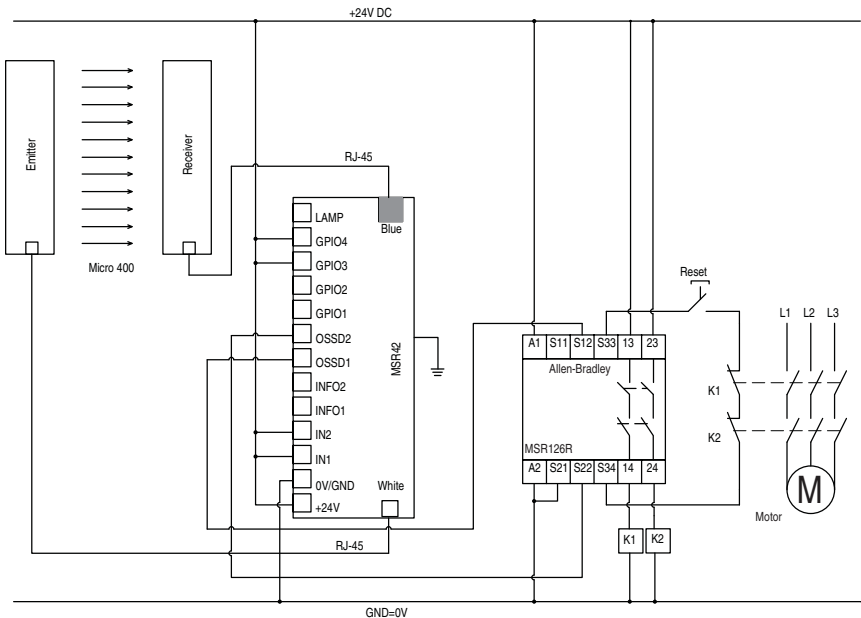 +24V DC
Emitter
Receiver
Micro 400
RJ-45
Blue
LAMP
GPIO4
GPIO3
GPIO2
GPIO1
OSSD2
OSSD1
INFO2
INFO1
IN2
IN1
0V/GND
+24V
MSR42
White
RJ-45
Reset
A1 S11 S12 S33 13 23
Allen-Bradley
MSR126R
A2 S21 S22 S34 14 24
K1 K2
L1 L2 L3
K1
K2
M
Motor
GND=0V